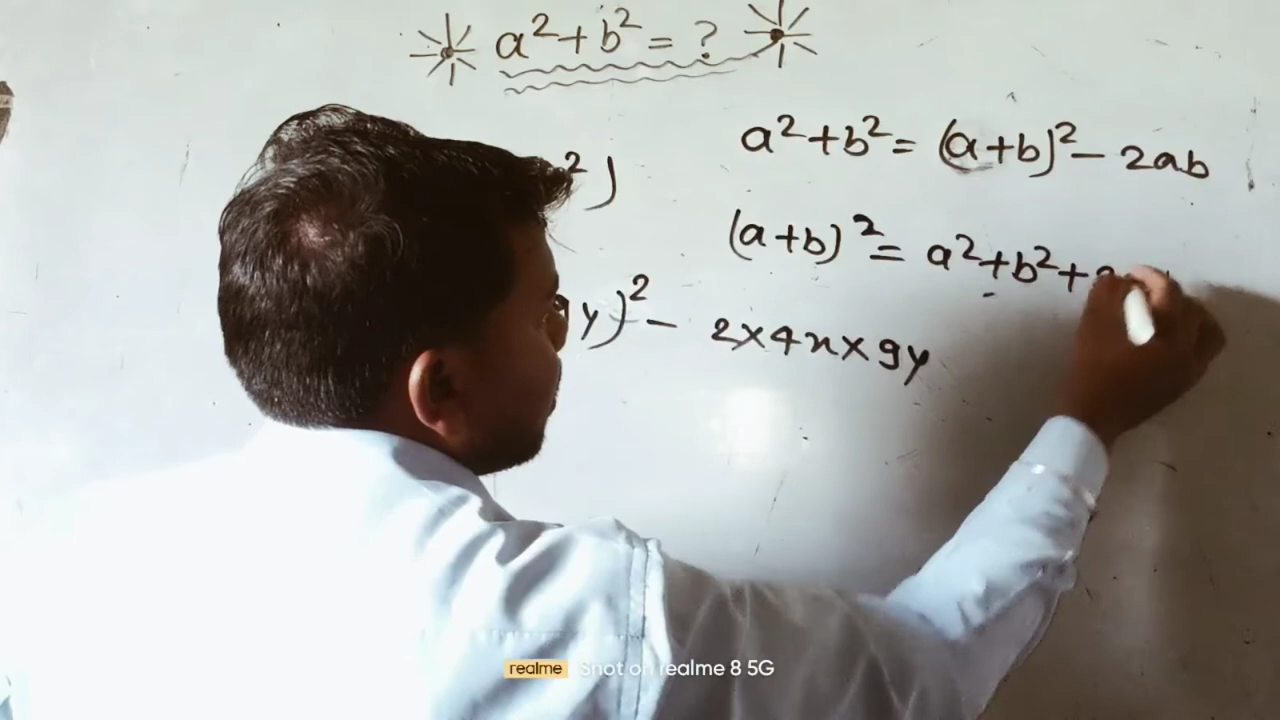 a²+b² = ?
a²+b² = (a+b)² - 2ab
² )
(a+b)² = a²+b²+
y)² - 2×4x×9y
realme Shot on realme 8 5G